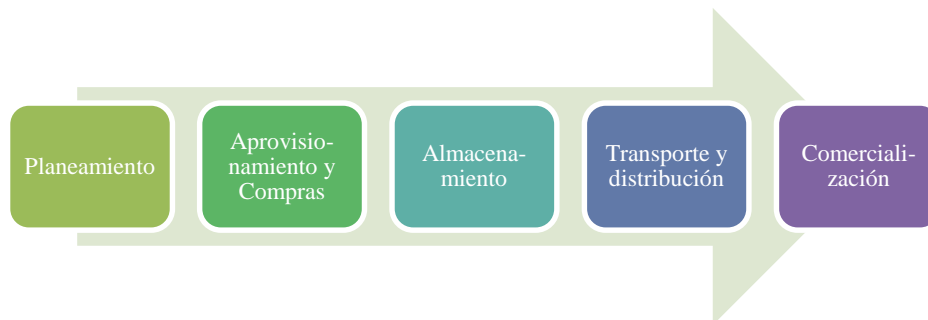 Planeamiento
Aprovisio-
namiento y
Compras
Almacena-
miento
Transporte y
distribución
Comerciali-
zación